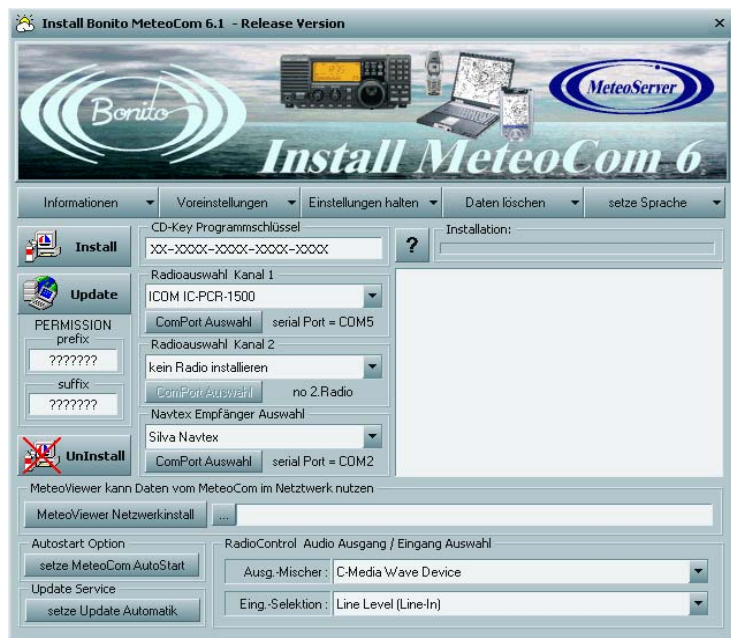 Install Bonito MeteoCom 6.1 - Release Version
Bonito
MeteoServer
Install MeteoCom 6
Informationen
Voreinstellungen
Einstellungen halten
Daten löschen
setze Sprache
Install
CD-Key Programmschlüssel
XX-XXXX-XXXX-XXXX-XXXX
?
Installation:
Update
Radioauswahl Kanal 1
ICOM IC-PCR-1500
ComPort Auswahl
serial Port = COM5
PERMISSION
prefix
???????
suffix
???????
Radioauswahl Kanal 2
kein Radio installieren
ComPort Auswahl
no 2.Radio
Navtex Empfänger Auswahl
Silva Navtex
ComPort Auswahl
serial Port = COM2
UnInstall
MeteoViewer kann Daten vom MeteoCom im Netztwerk nutzen
MeteoViewer Netzwerkinstall
...
Autostart Option
setze MeteoCom AutoStart
Update Service
setze Update Automatik
RadioControl Audio Ausgang / Eingang Auswahl
Ausg.-Mischer :
C-Media Wave Device
Eing.-Selektion :
Line Level (Line-In)